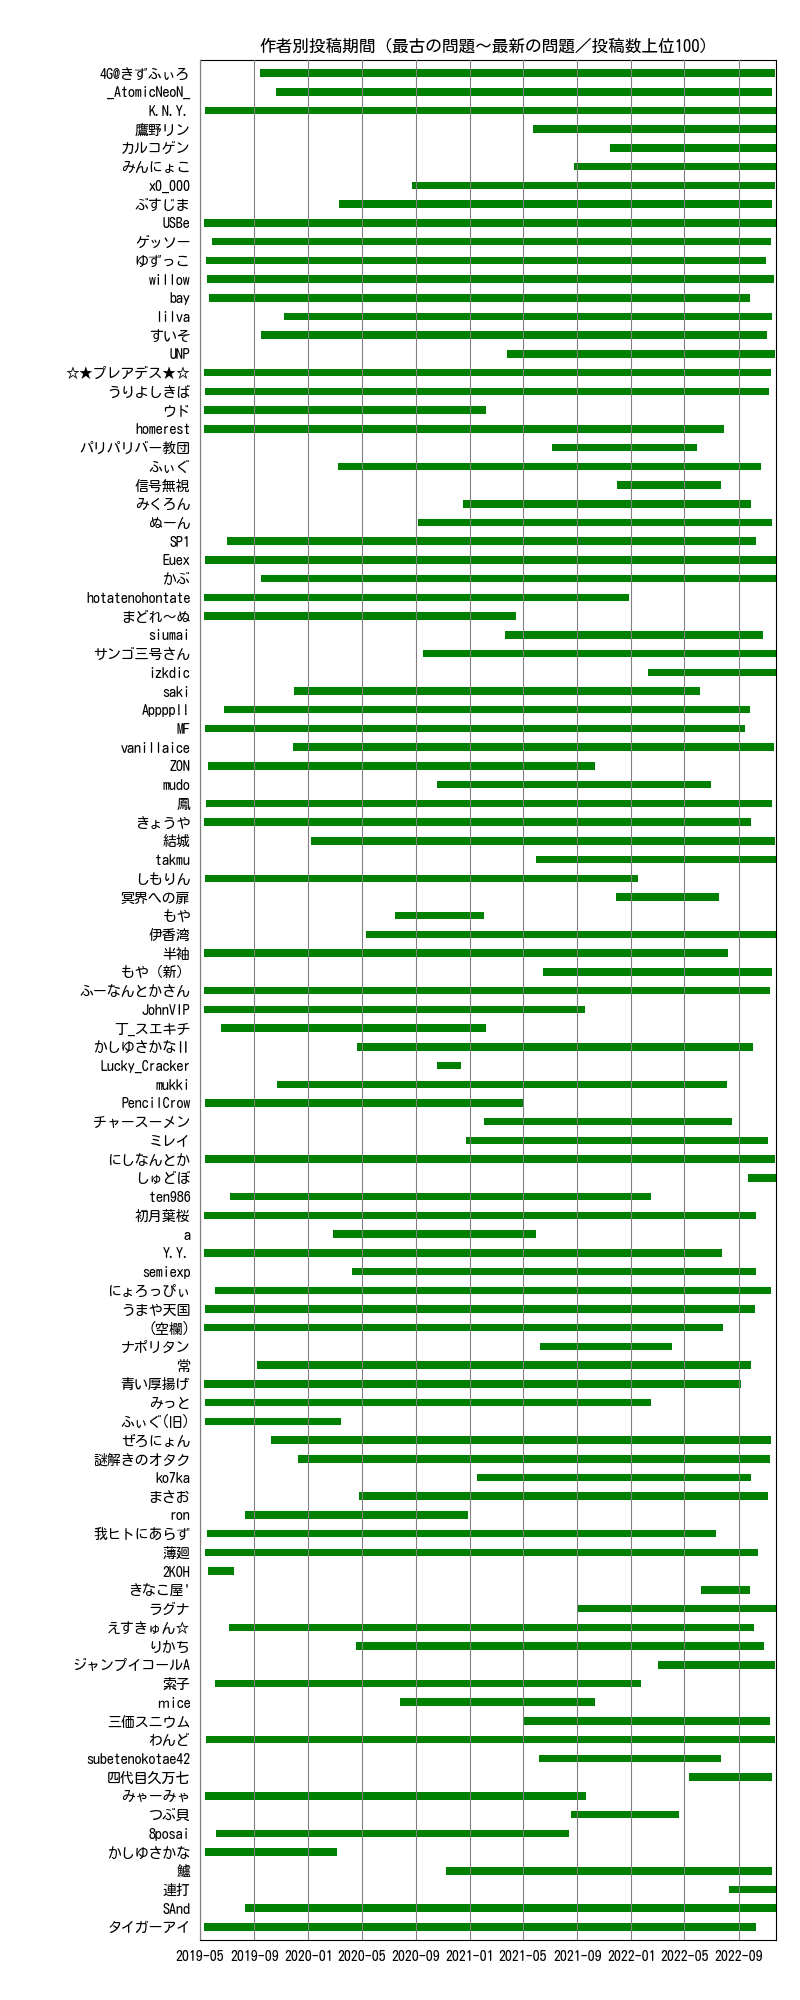 作者別投稿期間（最古の問題～最新の問題／投稿数上位100）
4G@きずふぃろ
_AtomicNeoN_
K.N.Y.
鷹野リン
カルコゲン
みんにょこ
x0_000
ぶすじま
USBe
ゲッソー
ゆずっこ
willow
bay
lilva
すいそ
UNP
☆★プレアデス★☆
うりよしきば
ウド
homerest
パリパリバー教団
ふぃぐ
信号無視
みくろん
ぬーん
SP1
Euex
かぶ
hotatenohontate
まどれ～ぬ
siumai
サンゴ三号さん
izkdic
saki
Appppl!
MF
vanillaice
ZON
mudo
鳳
きょうや
結城
takmu
しもりん
冥界への扉
もや
伊香湾
半袖
もや（新）
ふーなんとかさん
JohnVIP
丁_スエキチ
かしゆさかなⅡ
Lucky_Cracker
mukki
PencilCrow
チャースーメン
ミレイ
にしなんとか
しゅどぼ
ten986
初月葉桜
a
Y.Y.
semiexp
にょろっぴぃ
うまや天国
(空欄)
ナポリタン
常
青い厚揚げ
みっと
ふぃぐ(旧)
ぜろにょん
謎解きのオタク
ko7ka
まさお
ron
我ヒトにあらず
薄廻
2KOH
きなこ屋'
ラグナ
えすきゅん☆
りかち
ジャンプイコールA
索子
mice
三価スニウム
わんど
subetenokotae42
四代目久万七
みゃーみゃ
つぶ貝
8posai
かしゆさかな
鱸
連打
SAnd
タイガーアイ
2019-05 2019-09 2020-01 2020-05 2020-09 2021-01 2021-05 2021-09 2022-01 2022-05 2022-09